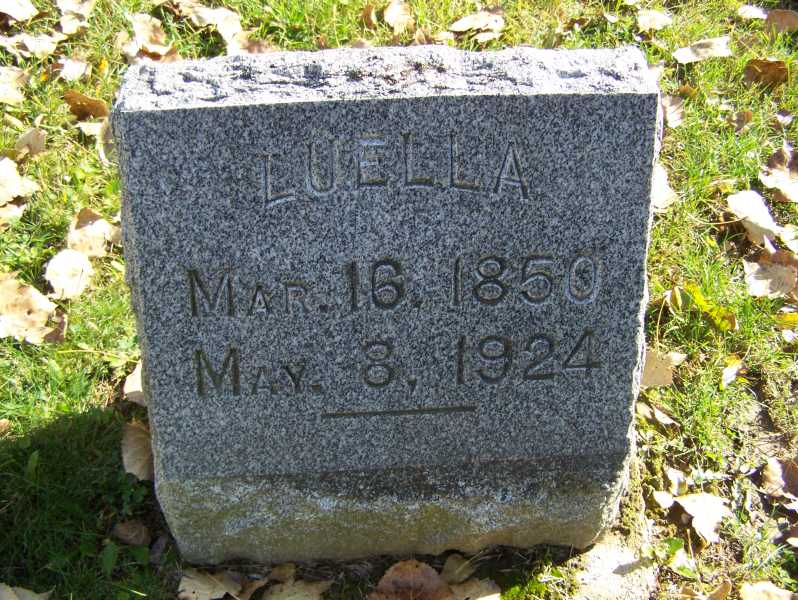 LUELLA
MAR. 16, 1850
MAY. 8, 1924